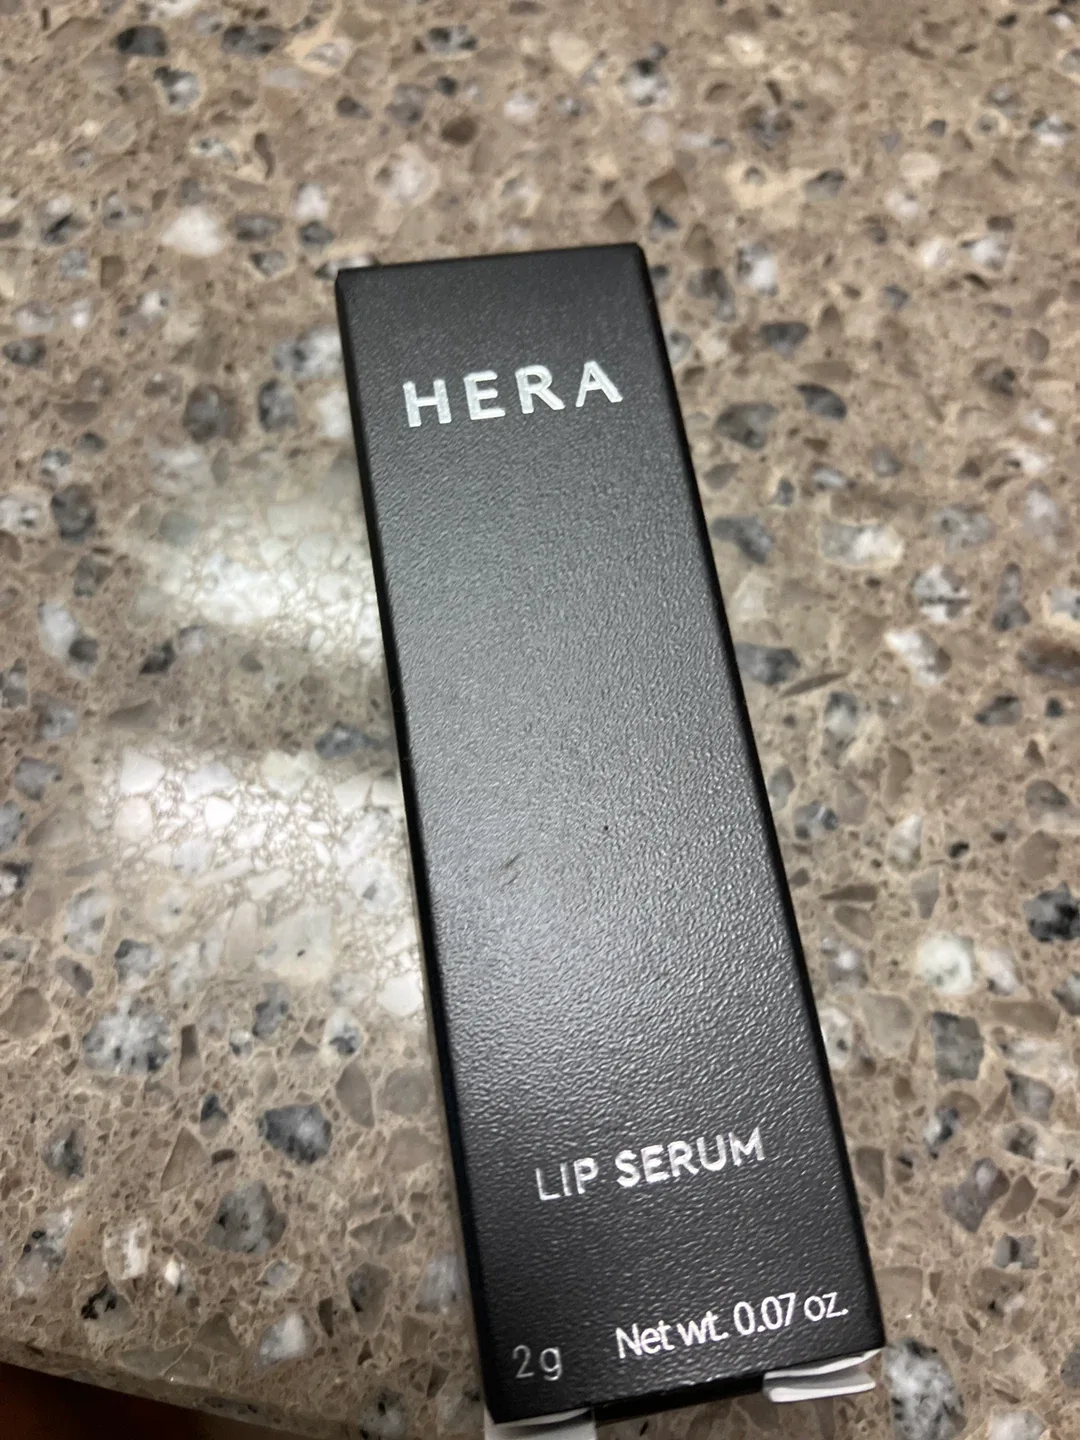 HERA
LIP SERUM
2g Net wt. 0.07 oz.